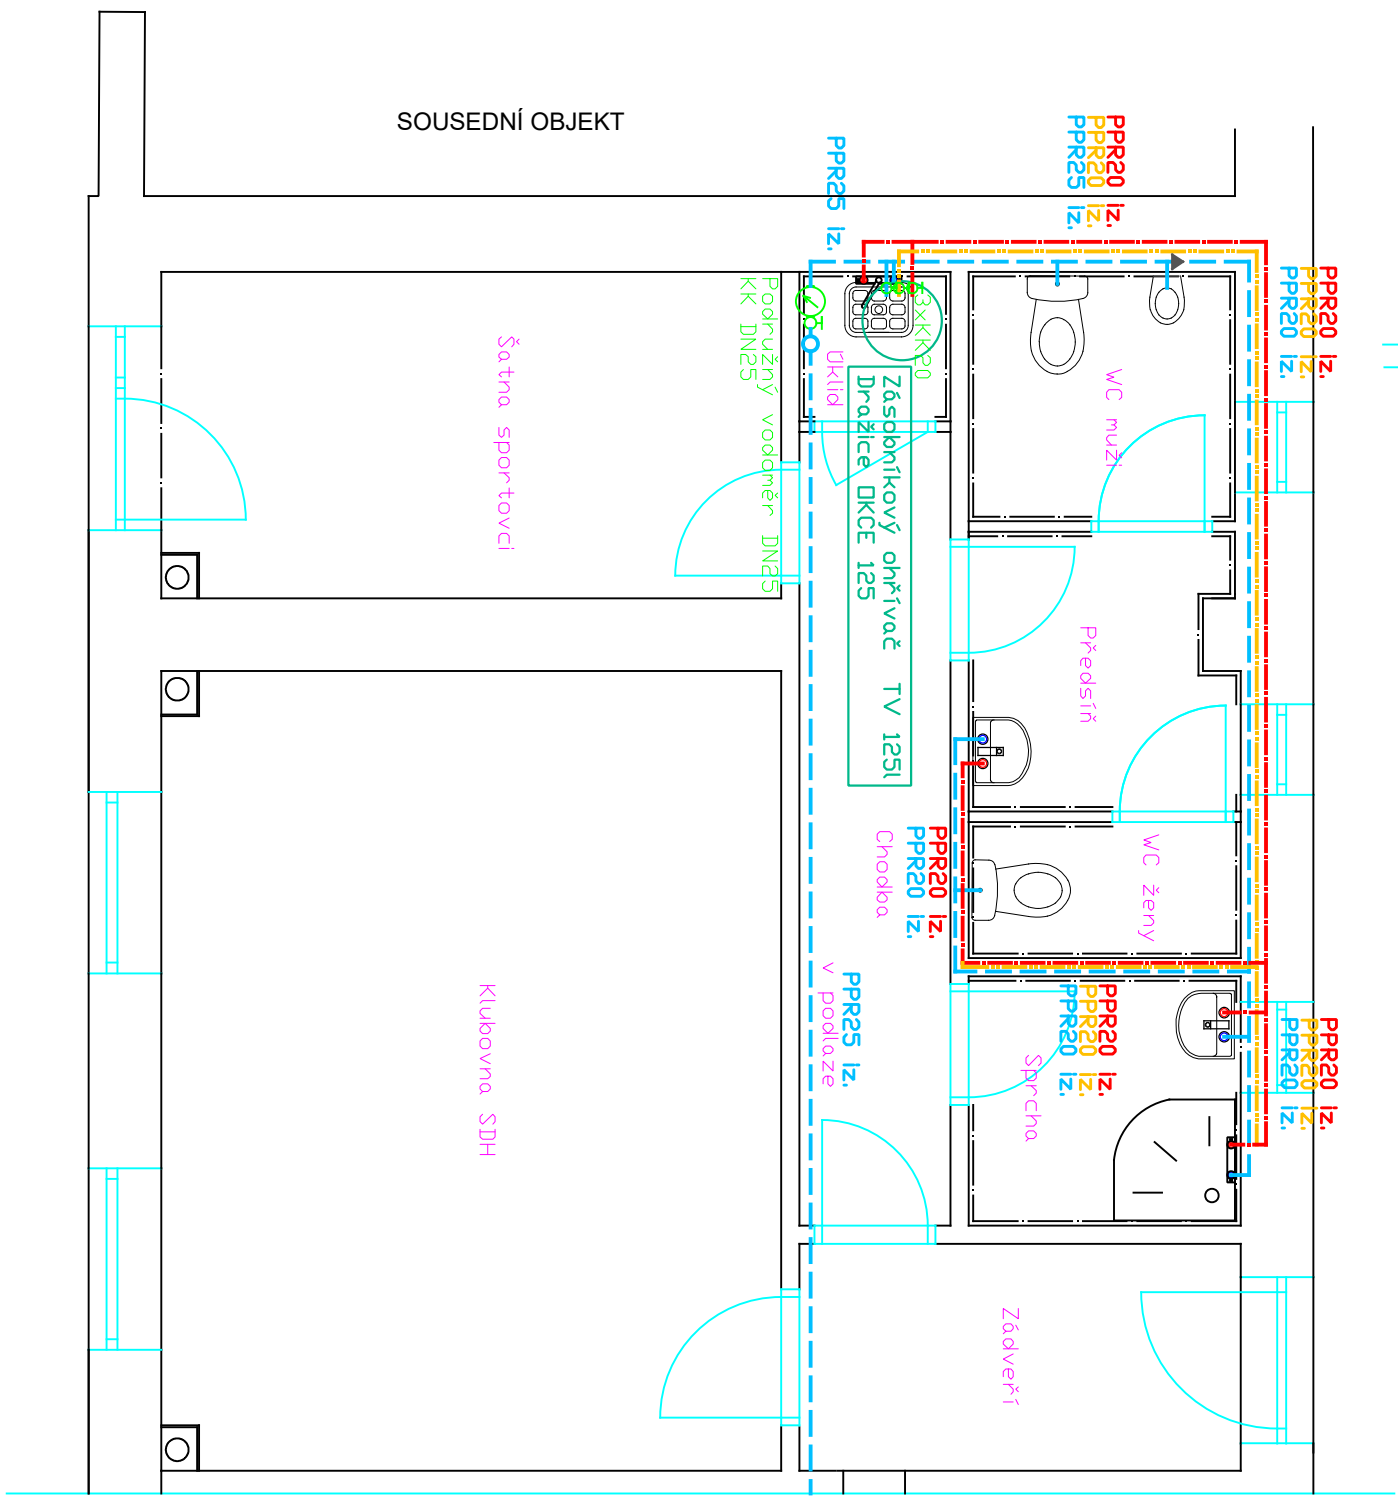 SOUSEDNÍ OBJEKT
PPR20 iz.
PPR20 iz.
PPR25 iz.
PPR25 iz.
PPR20 iz.
PPR20 iz.
PPR20 iz.
Podružný vodoměr DN25
KK DN25
3xKK20
Úklid
Zásobníkový ohřívač TV 125l
Dražice OKCE 125
Šatna sportovci
WC muži
Předsíň
PPR20 iz.
PPR20 iz.
Chodba
WC ženy
PPR25 iz.
v podlaze
PPR20 iz.
PPR20 iz.
PPR20 iz.
Sprcha
PPR20 iz.
PPR20 iz.
PPR20 iz.
Klubovna SDH
Zádveří